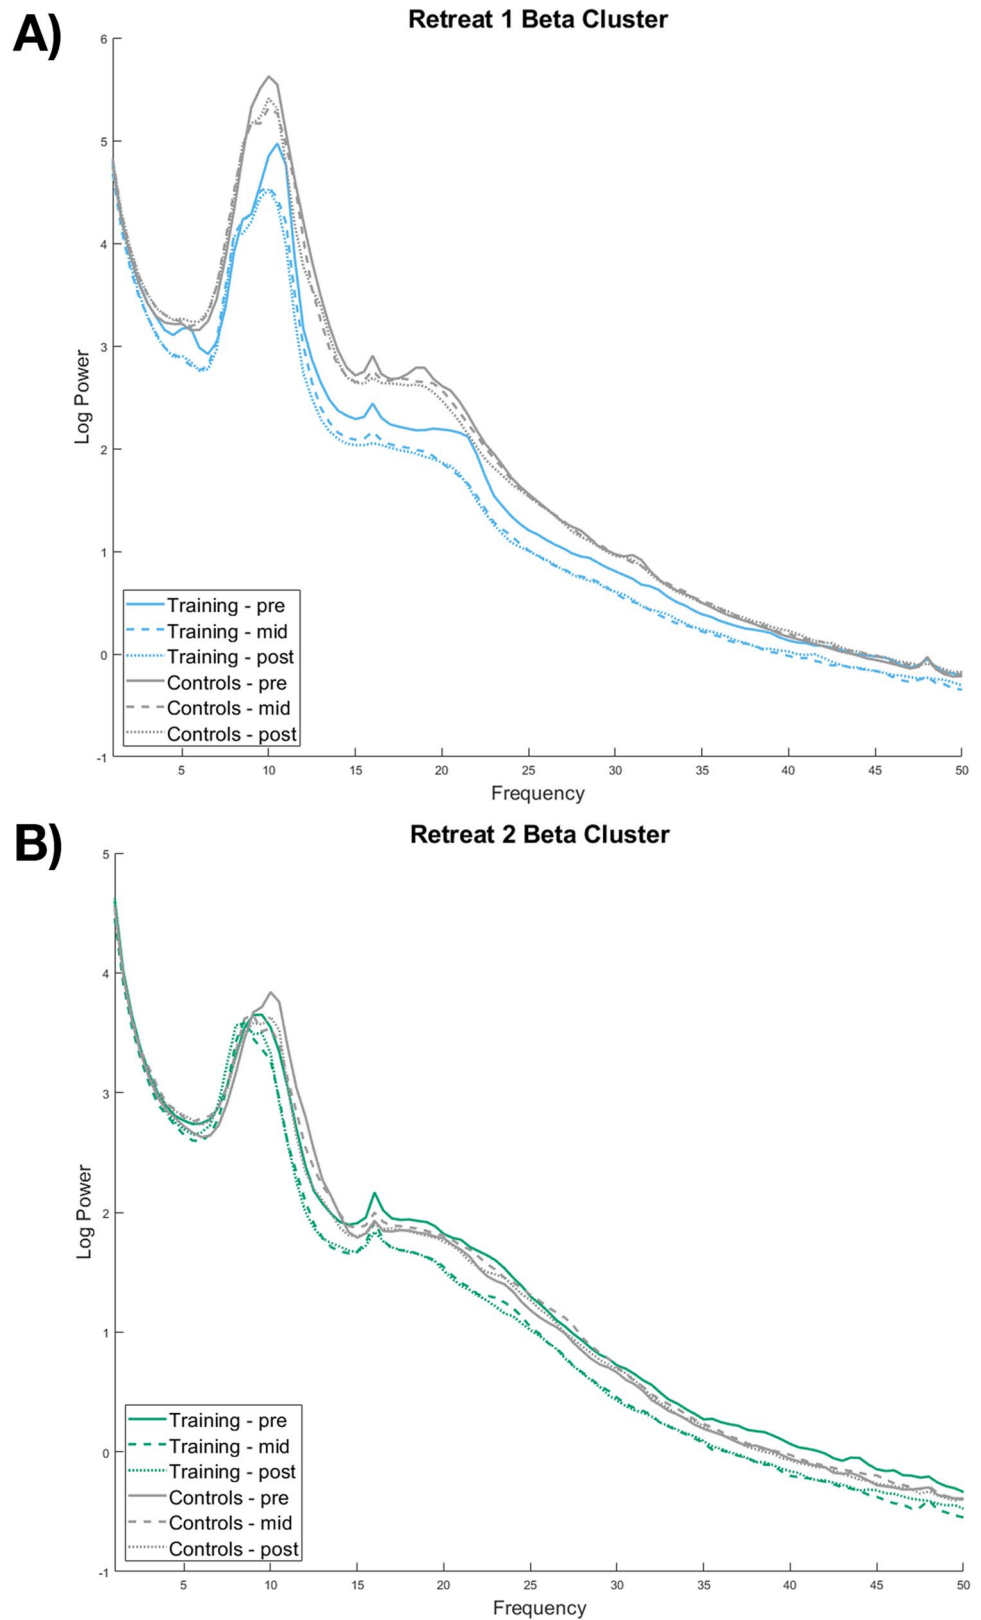 A)
Retreat 1 Beta Cluster
6
5
4
3
2
1
0
-1
Log Power
Training - pre
Training - mid
Training - post
Controls - pre
Controls - mid
Controls - post
5 10 15 20 25 30 35 40 45 50
Frequency
B)
Retreat 2 Beta Cluster
5
4
3
2
1
0
-1
Log Power
Training - pre
Training - mid
Training - post
Controls - pre
Controls - mid
Controls - post
5 10 15 20 25 30 35 40 45 50
Frequency